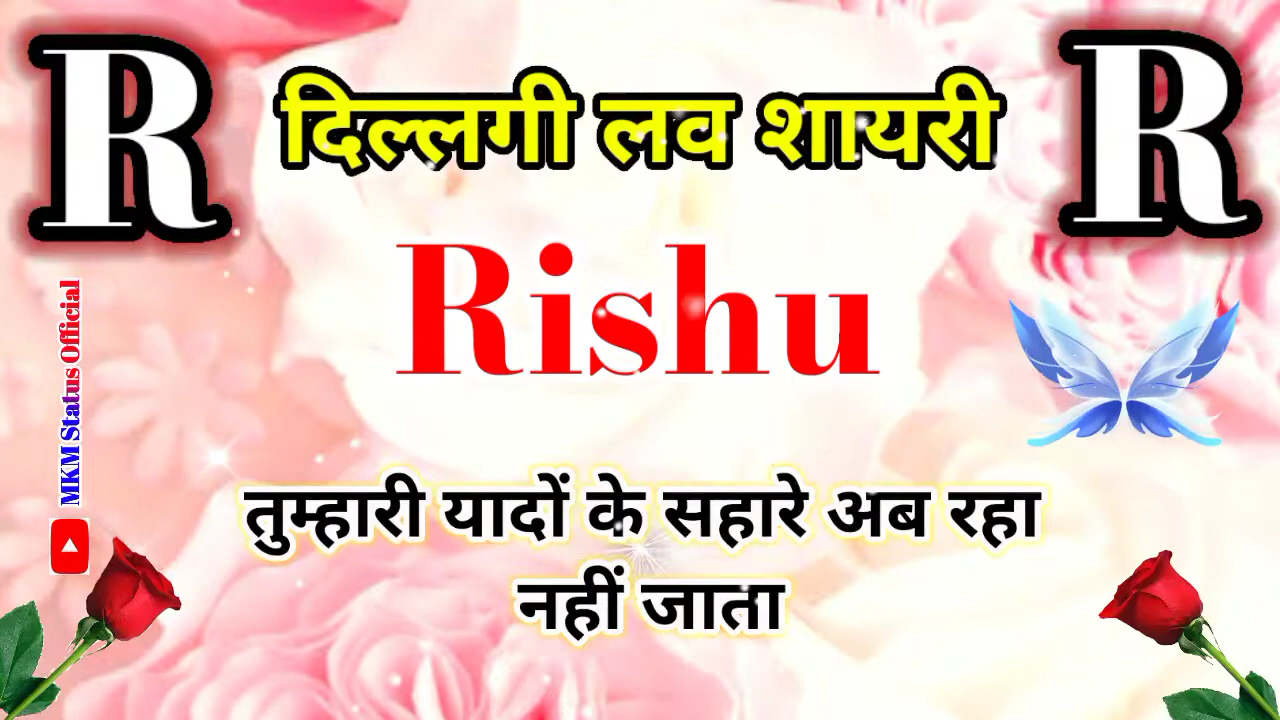 R दिल्लगी लव शायरी R
Rishu
MKM Status Official
तुम्हारी यादों के सहारे अब रहा
नहीं जाता